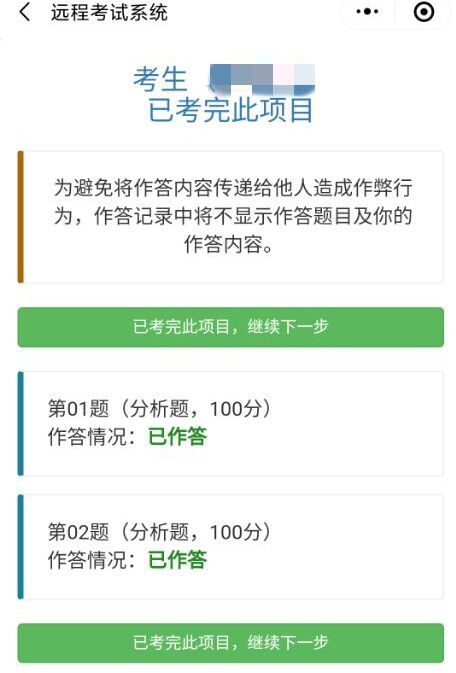 远程考试系统
考生
已考完此项目
为避免将作答内容传递给他人造成作弊行
为，作答记录中将不显示作答题目及你的
作答内容。
已考完此项目，继续下一步
第01题（分析题，100分）
作答情况：已作答
第02题（分析题，100分）
作答情况：已作答
已考完此项目，继续下一步